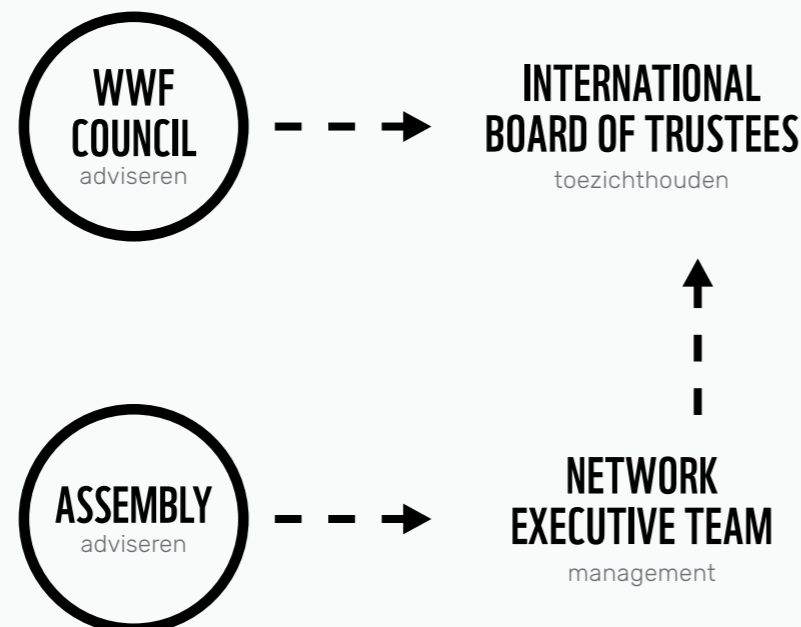 WWF
COUNCIL
adviseren
INTERNATIONAL
BOARD OF TRUSTEES
toezichthouden
ASSEMBLY
adviseren
NETWORK
EXECUTIVE TEAM
management